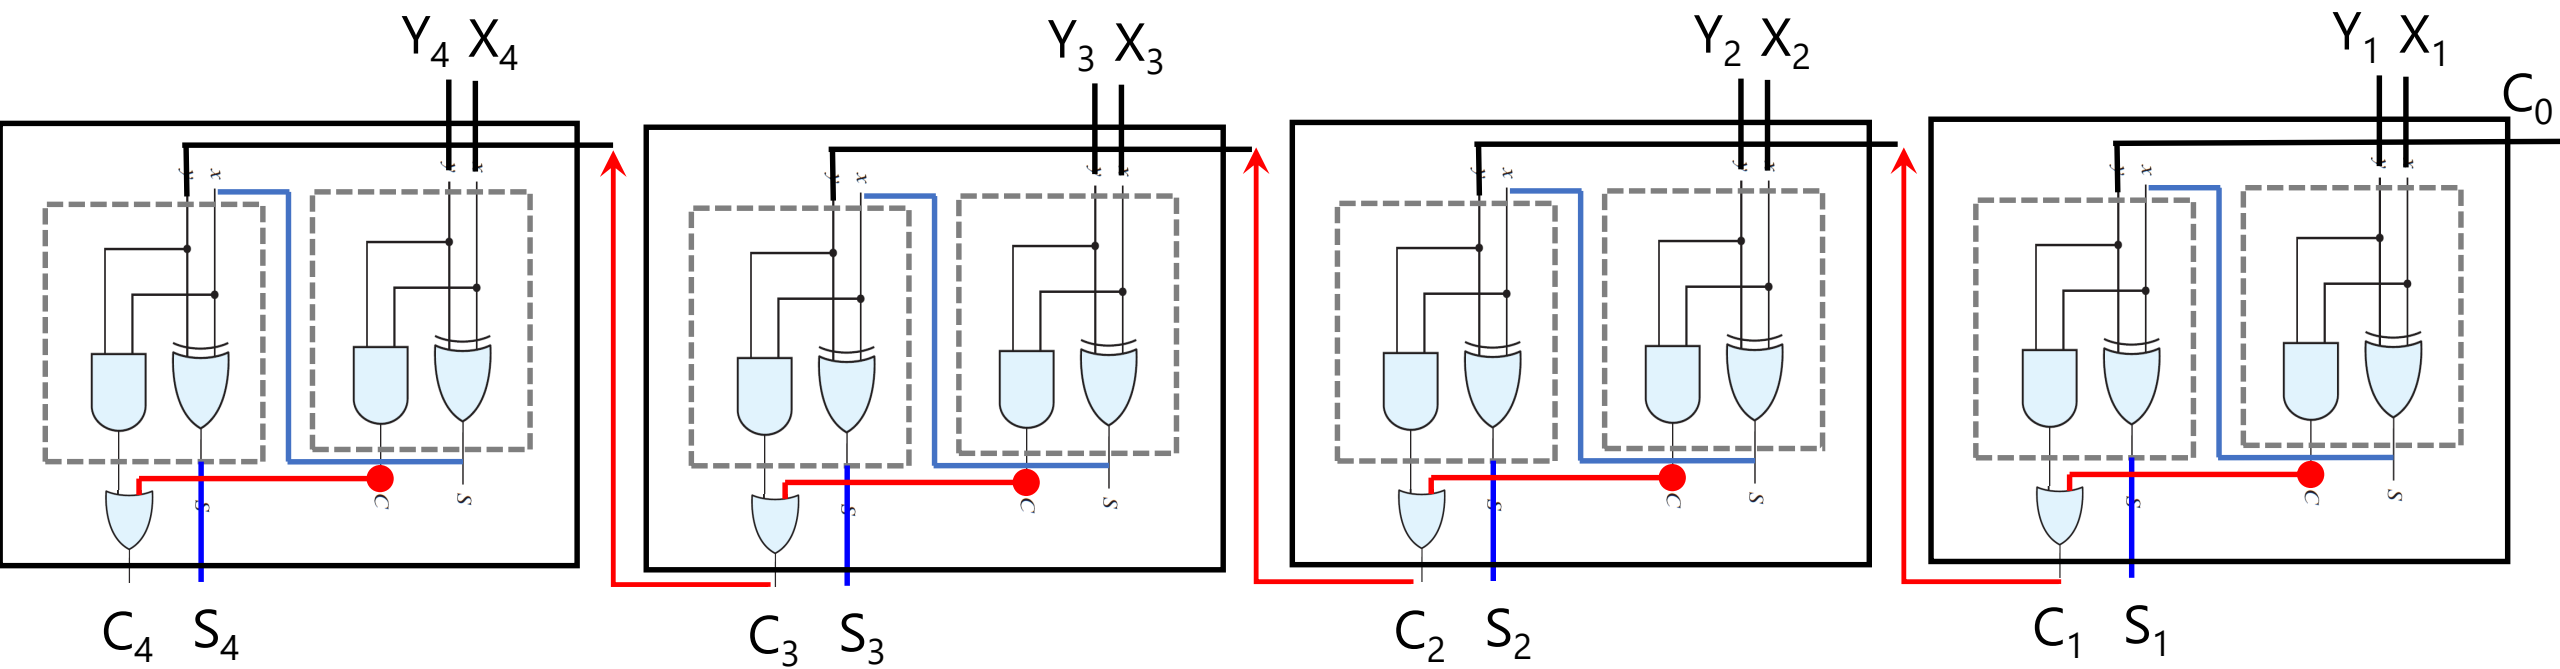 Y4 X4 Y3 X3 Y2 X2 Y1 X1
C0
y x y x y x y x y x y x y x y x
C S C S C S C S
S S S S
C4 S4 C3 S3 C2 S2 C1 S1